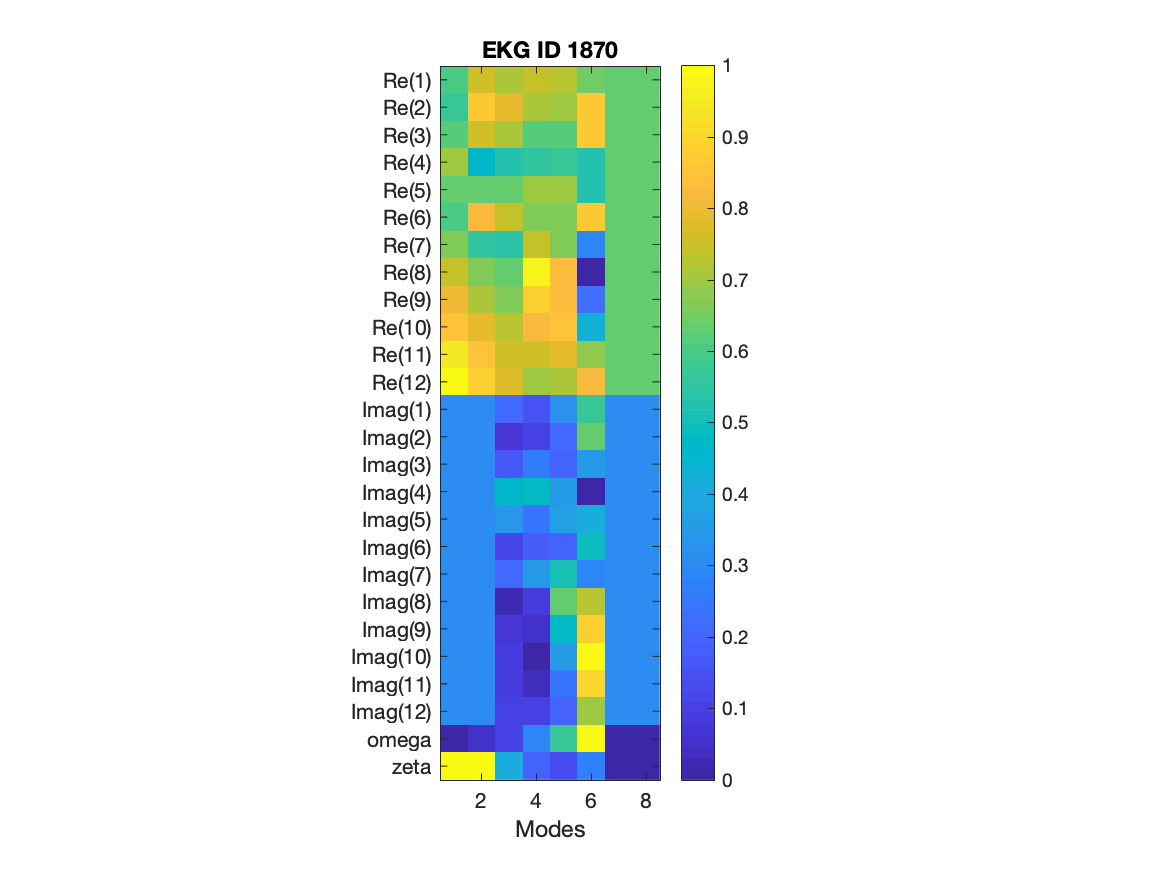 EKG ID 1870
Re(1)
Re(2)
Re(3)
Re(4)
Re(5)
Re(6)
Re(7)
Re(8)
Re(9)
Re(10)
Re(11)
Re(12)
Imag(1)
Imag(2)
Imag(3)
Imag(4)
Imag(5)
Imag(6)
Imag(7)
Imag(8)
Imag(9)
Imag(10)
Imag(11)
Imag(12)
omega
zeta
2 4 6 8
Modes
1
0.9
0.8
0.7
0.6
0.5
0.4
0.3
0.2
0.1
0